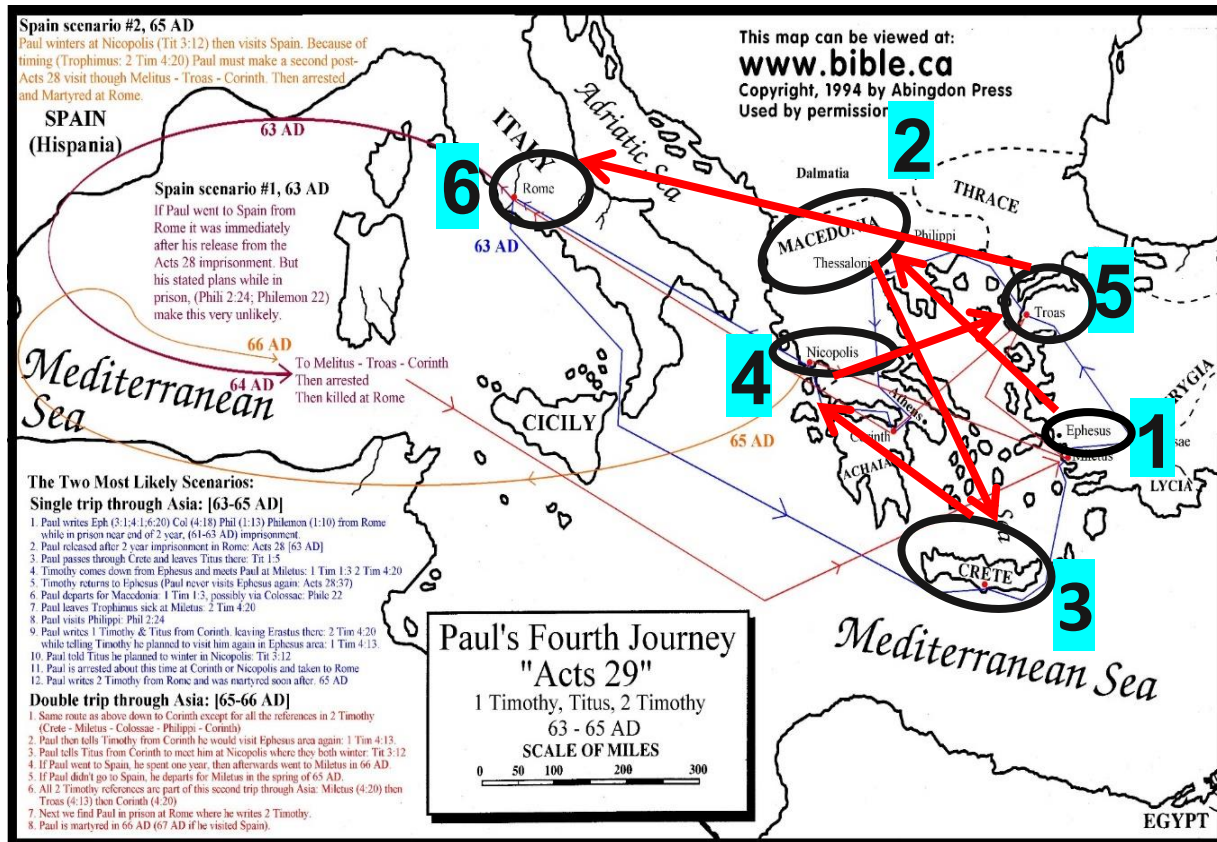 Spain scenario #2, 65 AD
Paul winters at Nicopolis (Tit 3:12) then visits Spain. Because of
timing (Trophimus: 2 Tim 4:20) Paul must make a second post-
Acts 28 visit though Melitus - Troas - Corinth. Then arrested
and Martyred at Rome.
This map can be viewed at:
www.bible.ca
Copyright, 1994 by Abingdon Press
Used by permission
SPAIN
(Hispania)
63 AD
ITALY
Adriatic Sea
2
Dalmatia
THRACE
6
Rome
MACEDONIA
Philippi
Thessaloni
63 AD
Spain scenario #1, 63 AD
If Paul went to Spain from
Rome it was immediately
after his release from the
Acts 28 imprisonment. But
his stated plans while in
prison, (Phili 2:24; Philemon 22)
make this very unlikely.
5
Troas
66 AD
64 AD
To Melitus - Troas - Corinth
Then arrested
Then killed at Rome
Mediterranean
Sea
4
Nicopolis
RYGIA
CICILY
65 AD
Athens
Corinth
Ephesus
1
sae
Miletus
ACHAIA
LYCIA
CRETE
3
Mediterranean Sea
EGYPT
The Two Most Likely Scenarios:
Single trip through Asia: [63-65 AD]
1. Paul writes Eph (3:1;4:1;6:20) Col (4:18) Phil (1:13) Philemon (1:10) from Rome
while in prison near end of 2 year, (61-63 AD) imprisonment.
2. Paul released after 2 year imprisonment in Rome: Acts 28 [63 AD]
3. Paul passes through Crete and leaves Titus there: Tit 1:5
4. Timothy comes down from Ephesus and meets Paul at Miletus: 1 Tim 1:3 2 Tim 4:20
5. Timothy returns to Ephesus (Paul never visits Ephesus again: Acts 28:37)
6. Paul departs for Macedonia: 1 Tim 1:3, possibly via Colossac: Phile 22
7. Paul leaves Trophimus sick at Miletus: 2 Tim 4:20
8. Paul visits Philippi: Phil 2:24
9. Paul writes 1 Timothy & Titus from Corinth. leaving Erastus there: 2 Tim 4:20
while telling Timothy he planned to visit him again in Ephesus area: 1 Tim 4:13.
10. Paul told Titus he planned to winter in Nicopolis: Tit 3:12
11. Paul is arrested about this time at Corinth or Nicopolis and taken to Rome
12. Paul writes 2 Timothy from Rome and was martyred soon after. 65 AD
Double trip through Asia: [65-66 AD]
1. Same route as above down to Corinth except for all the references in 2 Timothy
(Crete - Miletus - Colossae - Philippi - Corinth)
2. Paul then tells Timothy from Corinth he would visit Ephesus area again: 1 Tim 4:13.
3. Paul tells Titus from Corinth to meet him at Nicopolis where they both winter: Tit 3:12
4. If Paul went to Spain, he spent one year, then afterwards went to Miletus in 66 AD.
5. If Paul didn't go to Spain, he departs for Miletus in the spring of 65 AD.
6. All 2 Timothy references are part of this second trip through Asia: Miletus (4:20) then
Troas (4:13) then Corinth (4:20)
7. Next we find Paul in prison at Rome where he writes 2 Timothy.
8. Paul is martyred in 66 AD (67 AD if he visited Spain).
Paul's Fourth Journey
"Acts 29"
1 Timothy, Titus, 2 Timothy
63 - 65 AD
SCALE OF MILES
0 50 100 200 300